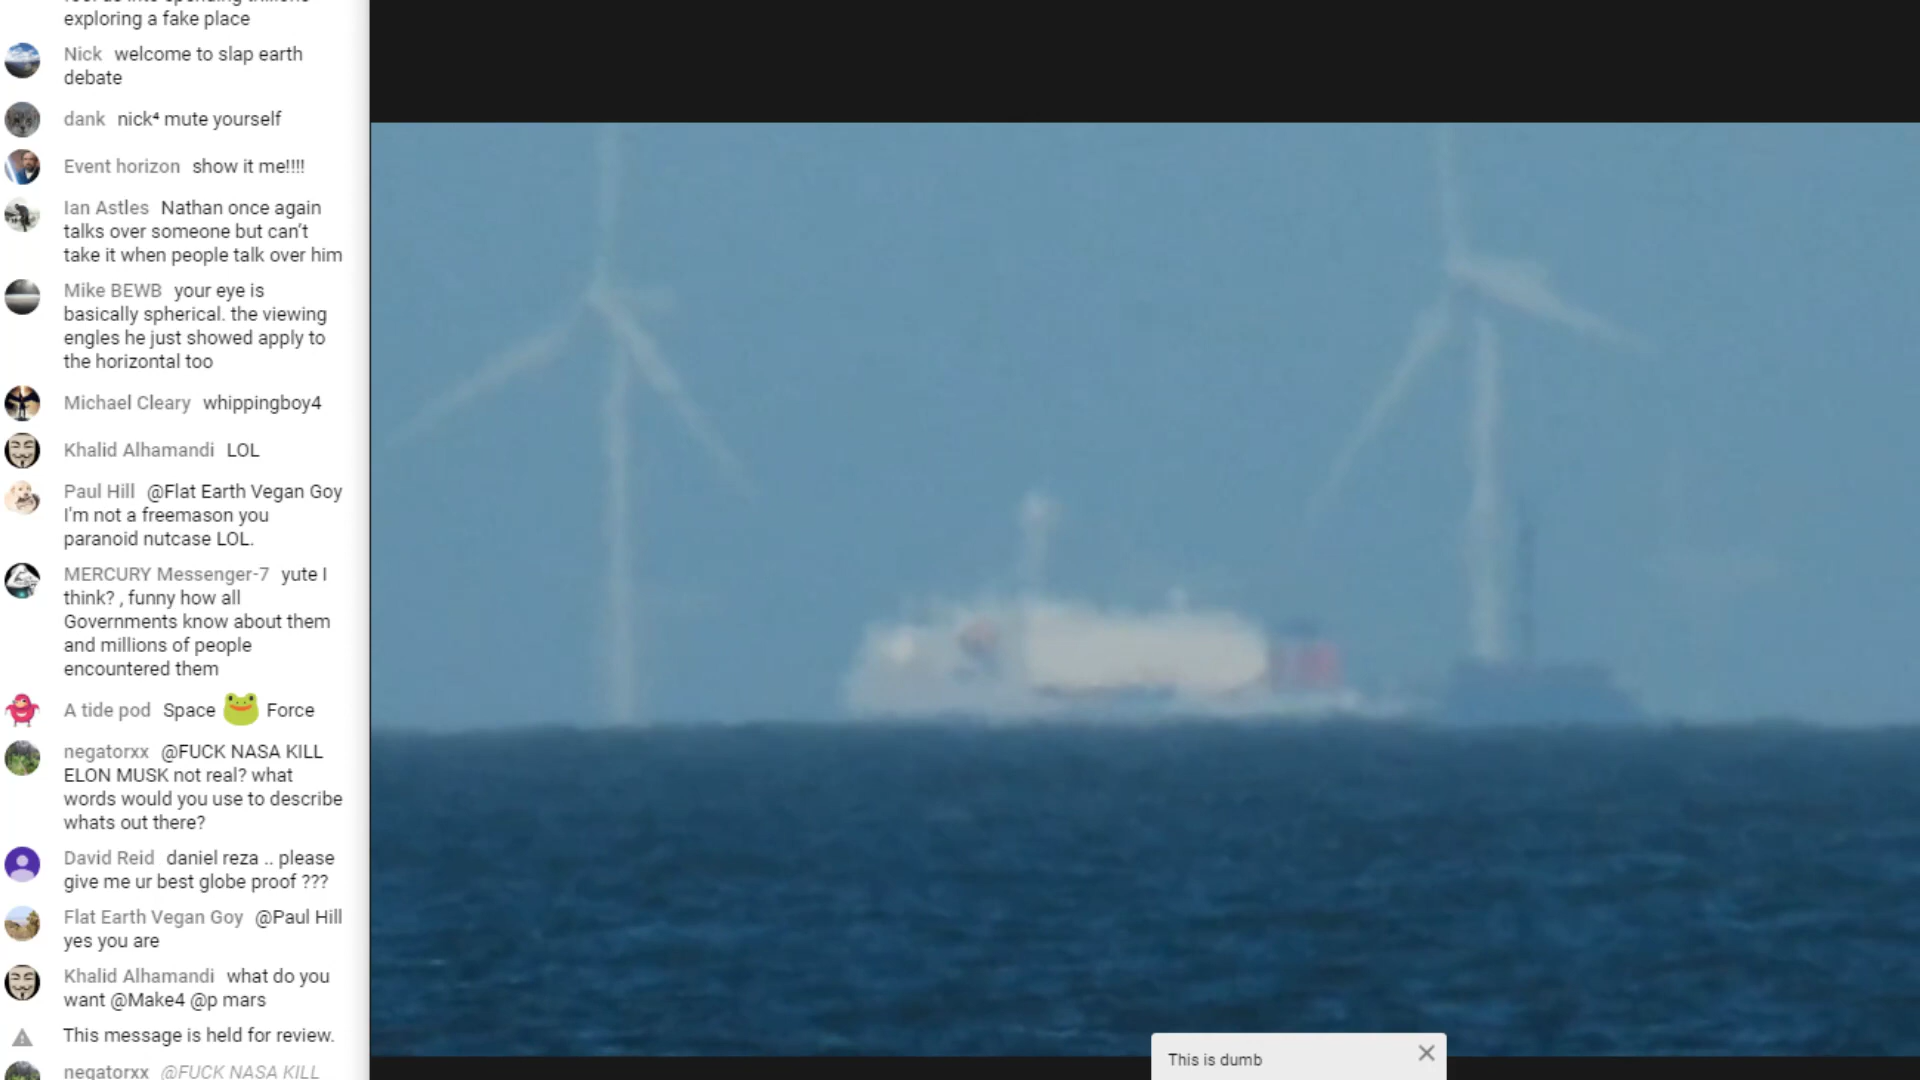 exploring a fake place
Nick welcome to slap earth
debate
dank nick⁴ mute yourself
Event horizon show it me!!!!
Ian Astles Nathan once again
talks over someone but can't
take it when people talk over him
Mike BEWB your eye is
basically spherical. the viewing
engles he just showed apply to
the horizontal too
Michael Cleary whippingboy4
Khalid Alhamandi LOL
Paul Hill @Flat Earth Vegan Goy
I'm not a freemason you
paranoid nutcase LOL.
MERCURY Messenger-7 yute I
think? , funny how all
Governments know about them
and millions of people
encountered them
A tide pod Space 🐸 Force
negatorxx @FUCK NASA KILL
ELON MUSK not real? what
words would you use to describe
whats out there?
David Reid daniel reza .. please
give me ur best globe proof ???
Flat Earth Vegan Goy @Paul Hill
yes you are
Khalid Alhamandi what do you
want @Make4 @p mars
This message is held for review.
negatorxx @FUCK NASA KILL
This is dumb